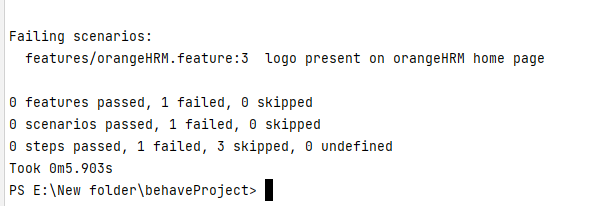 Failing scenarios:
features/orangeHRM.feature:3  logo present on orangeHRM home page
0 features passed, 1 failed, 0 skipped
0 scenarios passed, 1 failed, 0 skipped
0 steps passed, 1 failed, 3 skipped, 0 undefined
Took 0m5.903s
PS E:\New folder\behaveProject>